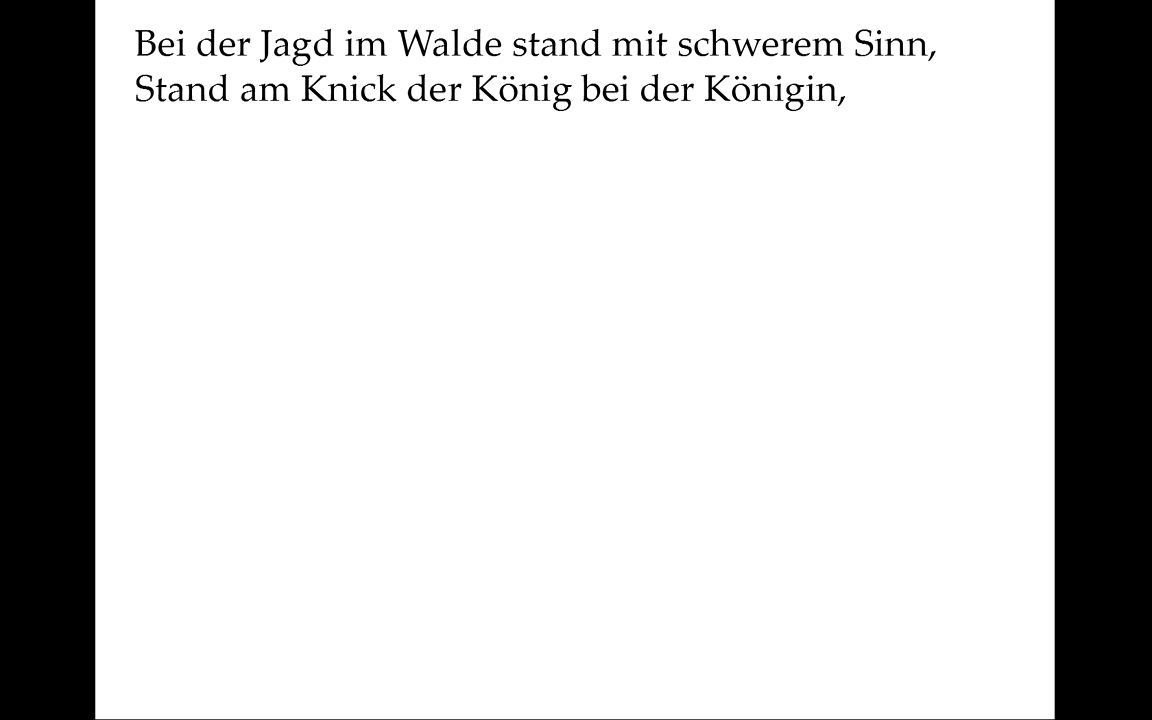 Bei der Jagd im Walde stand mit schwerem Sinn,
Stand am Knick der König bei der Königin,